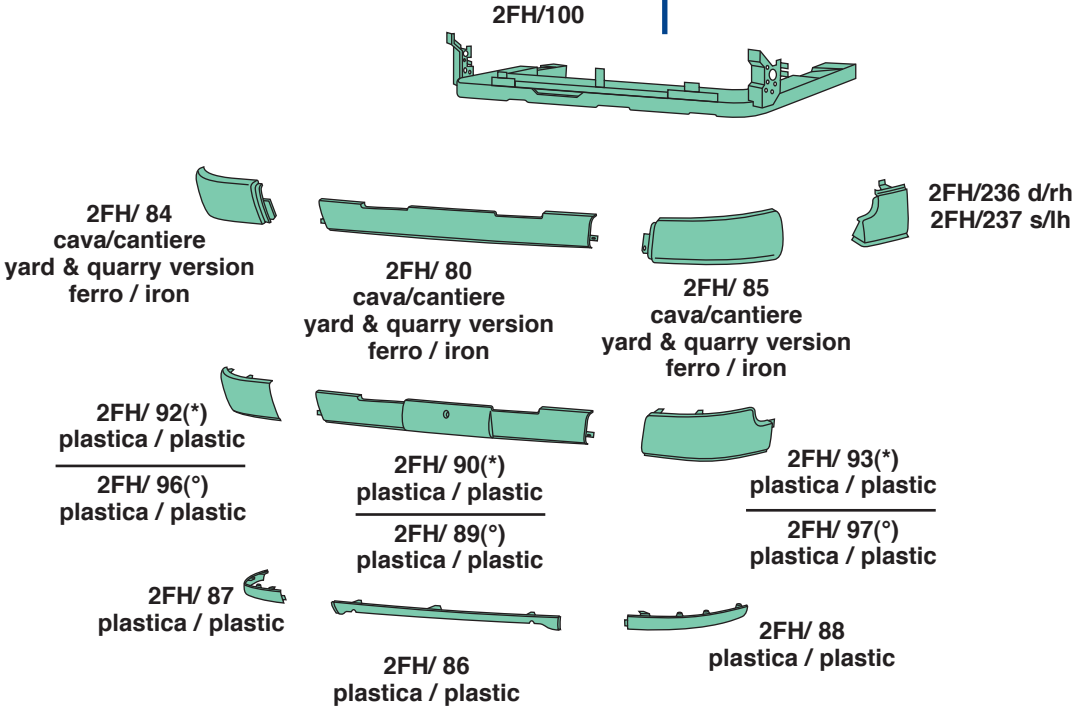 2FH/100
2FH/236 d/rh
2FH/237 s/lh
2FH/ 84
cava/cantiere
yard & quarry version
ferro / iron
2FH/ 80
cava/cantiere
yard & quarry version
ferro / iron
2FH/ 85
cava/cantiere
yard & quarry version
ferro / iron
2FH/ 92(*)
plastica / plastic
2FH/ 96(°)
plastica / plastic
2FH/ 90(*)
plastica / plastic
2FH/ 89(°)
plastica / plastic
2FH/ 93(*)
plastica / plastic
2FH/ 97(°)
plastica / plastic
2FH/ 87
plastica / plastic
2FH/ 86
plastica / plastic
2FH/ 88
plastica / plastic